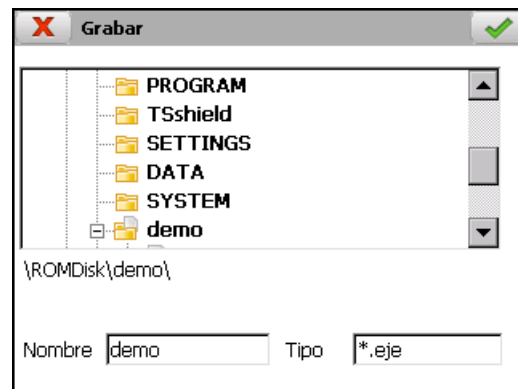 Grabar
PROGRAM
TSshield
SETTINGS
DATA
SYSTEM
demo
\ROMDisk\demo\
Nombre demo Tipo *.eje